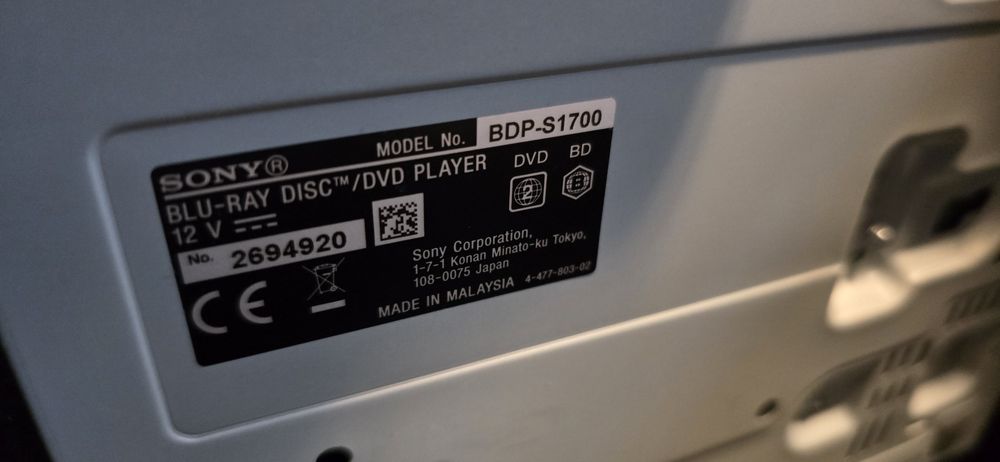 MODEL No. BDP-S1700
SONY®
BLU-RAY DISC™/DVD PLAYER
12 V
DVD BD
2 B
No. 2694920
Sony Corporation,
1-7-1 Konan Minato-ku Tokyo,
108-0075 Japan
CE
MADE IN MALAYSIA 4-477-803-02